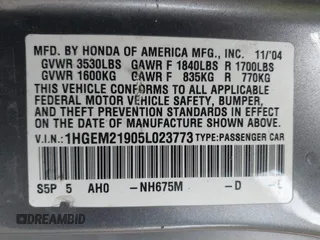 MFD. BY HONDA OF AMERICA MFG., INC. 11/'04
GVWR 3530LBS GAWR F 1840LBS R 1700LBS
GVWR 1600KG GAWR F 835KG R 770KG
THIS VEHICLE CONFORMS TO ALL APPLICABLE
FEDERAL MOTOR VEHICLE SAFETY, BUMPER,
AND THEFT PREVENTION STANDARDS IN EFFECT
ON THE DATE OF MANUFACTURE SHOWN ABOVE.
V.I.N.: 1HGEM21905L023773 TYPE: PASSENGER CAR
S5P 5 AH0 -NH675M -D
DREAMBID